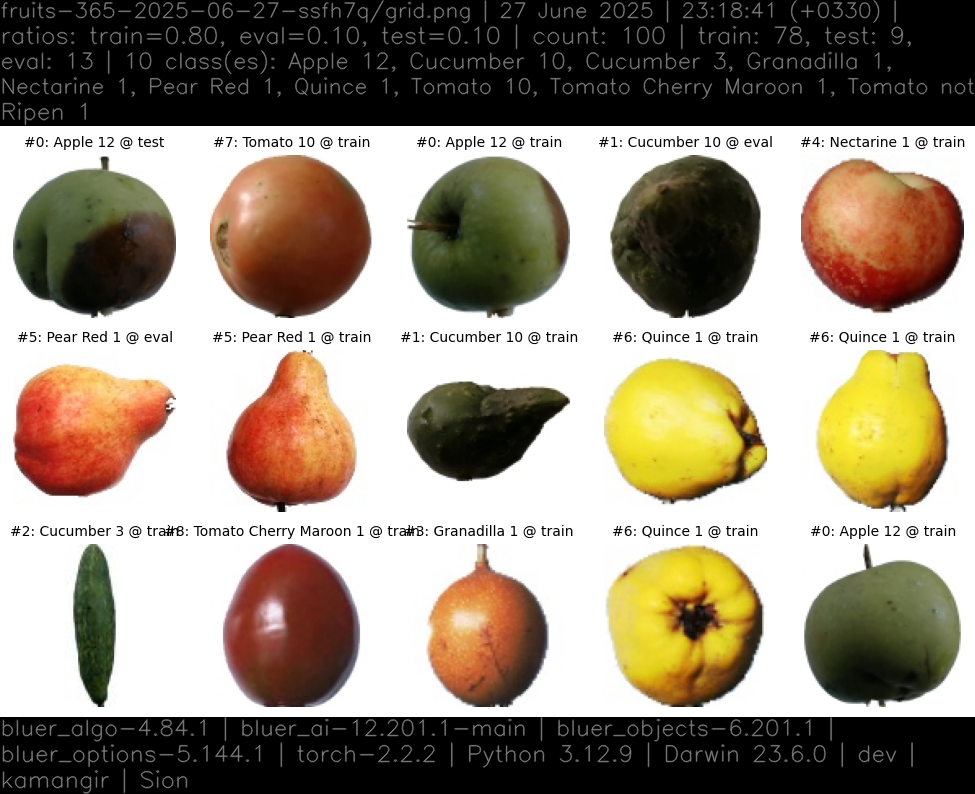 fruits-365-2025-06-27-ssfh7q/grid.png | 27 June 2025 | 23:18:41 (+0330) |
ratios: train=0.80, eval=0.10, test=0.10 | count: 100 | train: 78, test: 9,
eval: 13 | 10 class(es): Apple 12, Cucumber 10, Cucumber 3, Granadilla 1,
Nectarine 1, Pear Red 1, Quince 1, Tomato 10, Tomato Cherry Maroon 1, Tomato not
Ripen 1
#0: Apple 12 @ test #7: Tomato 10 @ train #0: Apple 12 @ train #1: Cucumber 10 @ eval #4: Nectarine 1 @ train
#5: Pear Red 1 @ eval #5: Pear Red 1 @ train #1: Cucumber 10 @ train #6: Quince 1 @ train #6: Quince 1 @ train
#2: Cucumber 3 @ train #8: Tomato Cherry Maroon 1 @ train #3: Granadilla 1 @ train #6: Quince 1 @ train #0: Apple 12 @ train
bluer_algo-4.84.1 | bluer_ai-12.201.1-main | bluer_objects-6.201.1 |
bluer_options-5.144.1 | torch-2.2.2 | Python 3.12.9 | Darwin 23.6.0 | dev |
kamangir | Sion